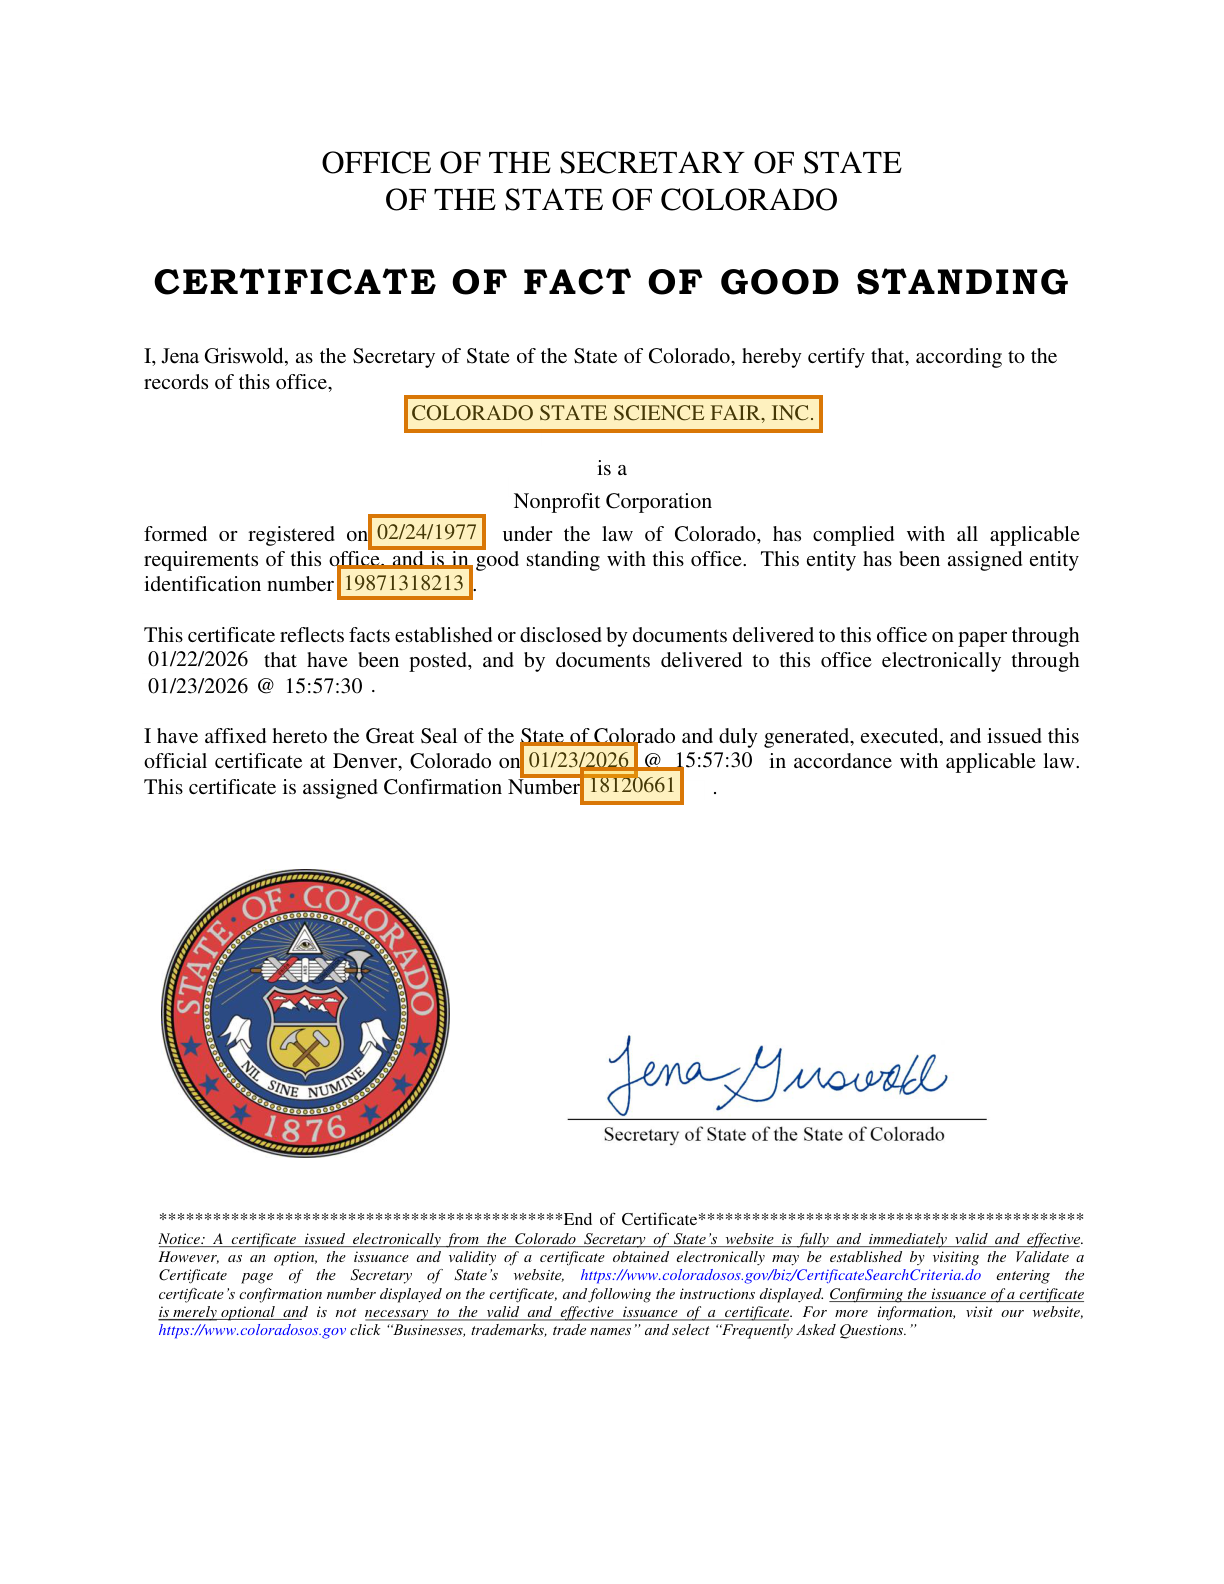 OFFICE OF THE SECRETARY OF STATE
OF THE STATE OF COLORADO
CERTIFICATE OF FACT OF GOOD STANDING
I, Jena Griswold, as the Secretary of State of the State of Colorado, hereby certify that, according to the
records of this office,
COLORADO STATE SCIENCE FAIR, INC.
is a
Nonprofit Corporation
formed or registered on 02/24/1977 under the law of Colorado, has complied with all applicable
requirements of this office, and is in good standing with this office. This entity has been assigned entity
identification number 19871318213 .
This certificate reflects facts established or disclosed by documents delivered to this office on paper through
01/22/2026 that have been posted, and by documents delivered to this office electronically through
01/23/2026 @ 15:57:30 .
I have affixed hereto the Great Seal of the State of Colorado and duly generated, executed, and issued this
official certificate at Denver, Colorado on 01/23/2026 @ 15:57:30 in accordance with applicable law.
This certificate is assigned Confirmation Number 18120661 .
STATE OF COLORADO
NIL SINE NUMINE
1876
Jena Griswold
Secretary of State of the State of Colorado
*********************************************End of Certificate*******************************************
Notice: A certificate issued electronically from the Colorado Secretary of State's website is fully and immediately valid and effective.
However, as an option, the issuance and validity of a certificate obtained electronically may be established by visiting the Validate a
Certificate page of the Secretary of State's website, https://www.coloradosos.gov/biz/CertificateSearchCriteria.do entering the
certificate's confirmation number displayed on the certificate, and following the instructions displayed. Confirming the issuance of a certificate
is merely optional and is not necessary to the valid and effective issuance of a certificate. For more information, visit our website,
https://www.coloradosos.gov click “Businesses, trademarks, trade names” and select “Frequently Asked Questions.”